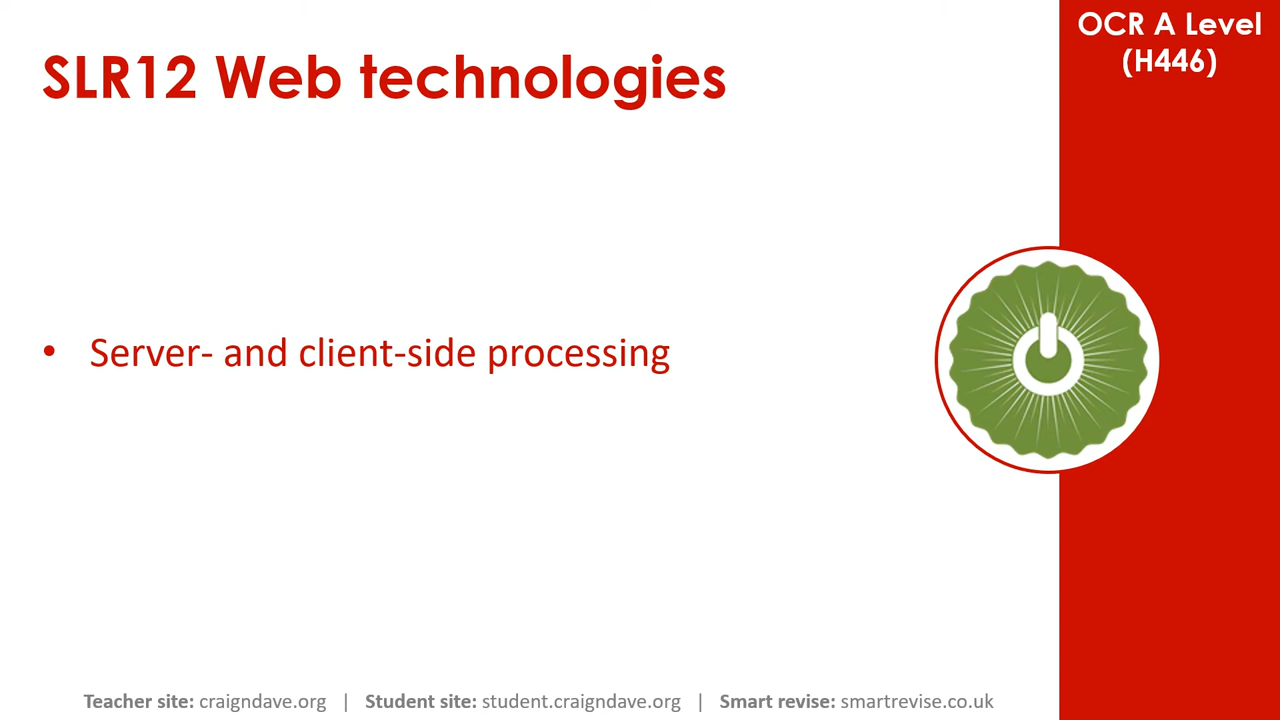 OCR A Level
(H446)
SLR12 Web technologies
• Server- and client-side processing
Teacher site: craigndave.org | Student site: student.craigndave.org | Smart revise: smartrevise.co.uk